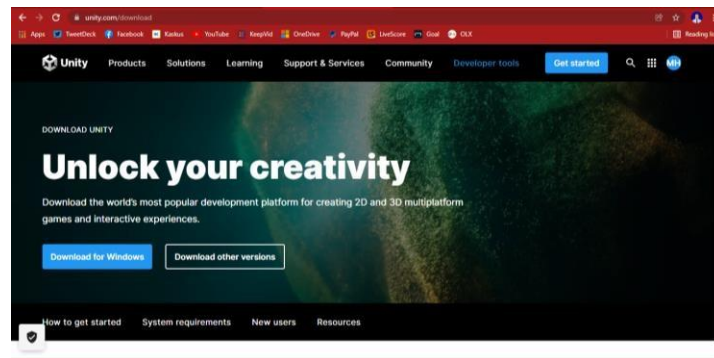 unity.com/download
Apps TweetDeck Facebook Kaskus YouTube KeepVid OneDrive PayPal LiveScore Goal OLX Reading
Unity Products Solutions Learning Support & Services Community Developer tools Get started MH
DOWNLOAD UNITY
Unlock your creativity
Download the world's most popular development platform for creating 2D and 3D multiplatform
games and interactive experiences.
Download for Windows Download other versions
How to get started System requirements New users Resources